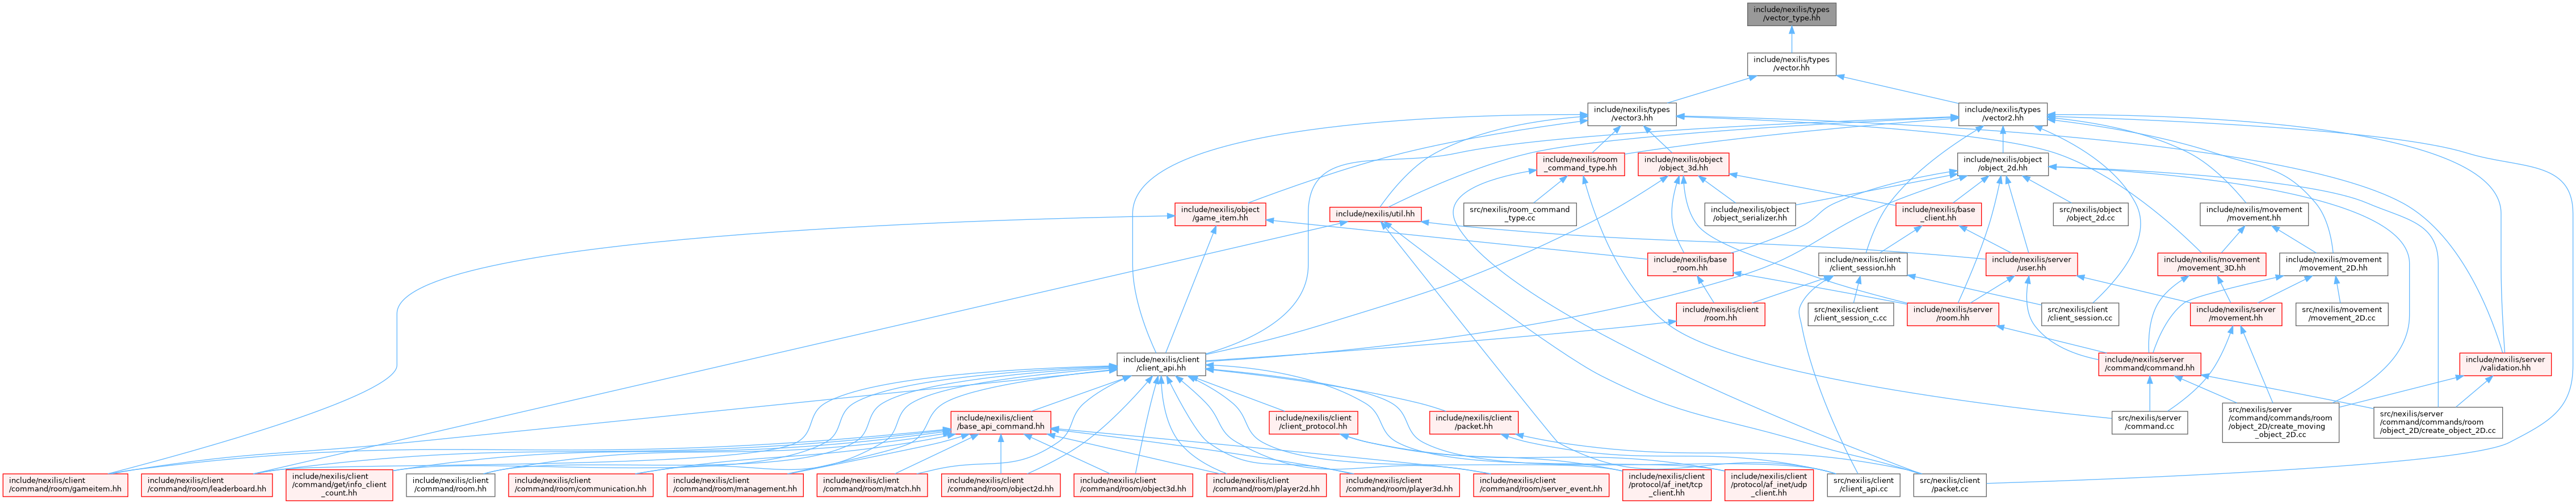 include/nexilis/types
/vector_type.hh
include/nexilis/types
/vector.hh
include/nexilis/types
/vector3.hh
include/nexilis/types
/vector2.hh
include/nexilis/room
_command_type.hh
include/nexilis/object
/object_3d.hh
include/nexilis/object
/object_2d.hh
include/nexilis/object
/game_item.hh
include/nexilis/util.hh
src/nexilis/room_command
_type.cc
include/nexilis/object
/object_serializer.hh
include/nexilis/base
_client.hh
src/nexilis/object
/object_2d.cc
include/nexilis/movement
/movement.hh
include/nexilis/base
_room.hh
include/nexilis/client
/client_session.hh
include/nexilis/server
/user.hh
include/nexilis/movement
/movement_3D.hh
include/nexilis/movement
/movement_2D.hh
include/nexilis/client
/room.hh
src/nexilisc/client
/client_session_c.cc
include/nexilis/server
/room.hh
src/nexilis/client
/client_session.cc
include/nexilis/server
/movement.hh
src/nexilis/movement
/movement_2D.cc
include/nexilis/client
/client_api.hh
include/nexilis/server
/command/command.hh
include/nexilis/server
/validation.hh
include/nexilis/client
/base_api_command.hh
include/nexilis/client
/client_protocol.hh
include/nexilis/client
/packet.hh
src/nexilis/server
/command.cc
src/nexilis/server
/command/commands/room
/object_2D/create_moving
_object_2D.cc
src/nexilis/server
/command/commands/room
/object_2D/create_object_2D.cc
include/nexilis/client
/command/room/gameitem.hh
include/nexilis/client
/command/room/leaderboard.hh
include/nexilis/client
/command/get/info_client
_count.hh
include/nexilis/client
/command/room.hh
include/nexilis/client
/command/room/communication.hh
include/nexilis/client
/command/room/management.hh
include/nexilis/client
/command/room/match.hh
include/nexilis/client
/command/room/object2d.hh
include/nexilis/client
/command/room/object3d.hh
include/nexilis/client
/command/room/player2d.hh
include/nexilis/client
/command/room/player3d.hh
include/nexilis/client
/command/room/server_event.hh
include/nexilis/client
/protocol/af_inet/tcp
_client.hh
include/nexilis/client
/protocol/af_inet/udp
_client.hh
src/nexilis/client
/client_api.cc
src/nexilis/client
/packet.cc